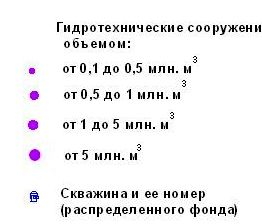 Гидротехнические сооружени
объемом:
от 0,1 до 0,5 млн. м³
от 0,5 до 1 млн. м³
от 1 до 5 млн. м³
от 5 млн. м³
Скважина и ее номер
(распределенного фонда)